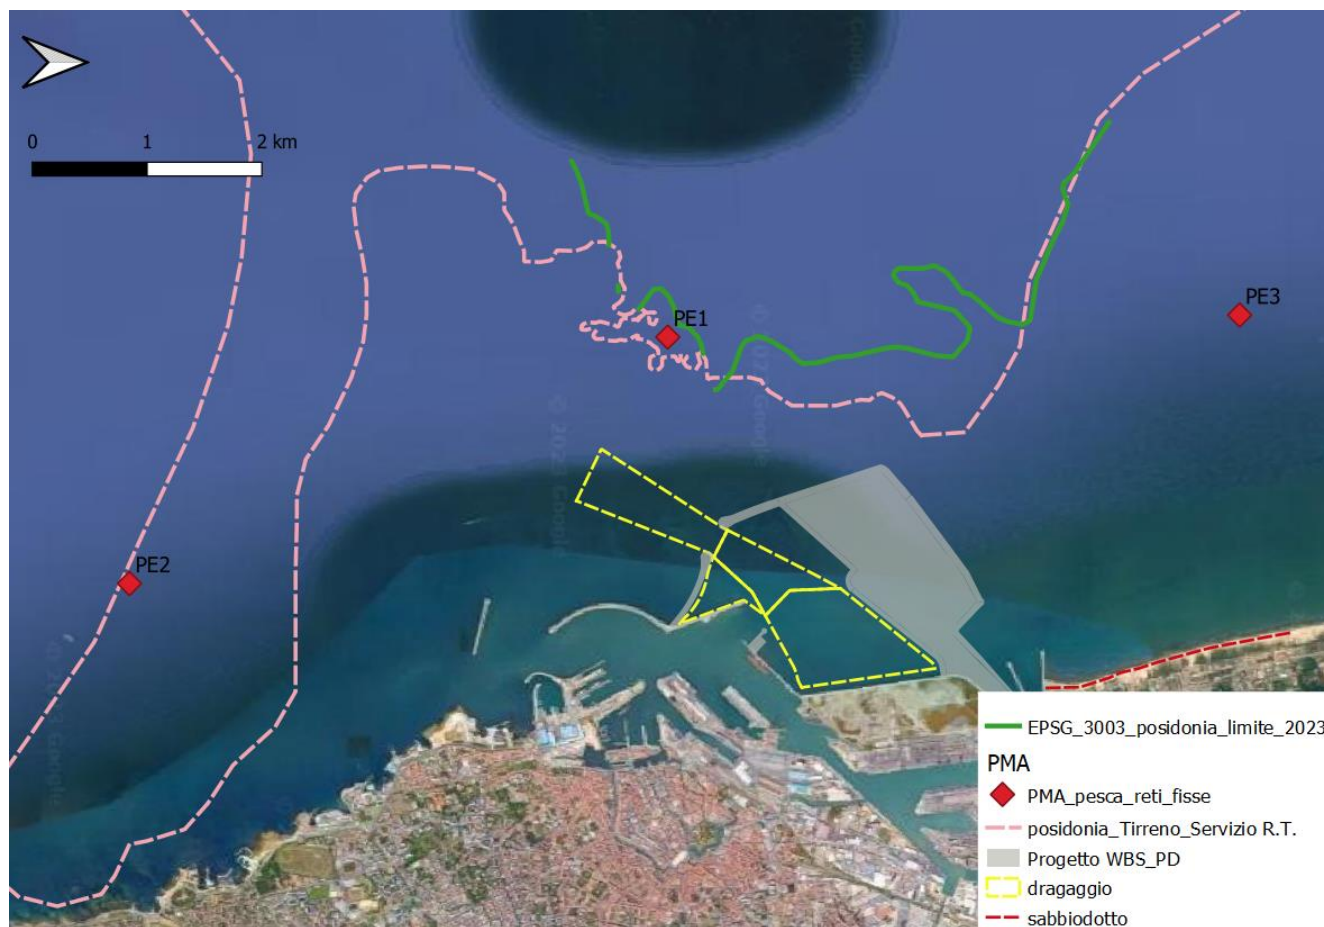 0 1 2 km
PE1
PE3
PE2
EPSG_3003_posidonia_limite_2023
PMA
PMA_pesca_reti_fisse
posidonia_Tirreno_Servizio R.T.
Progetto WBS_PD
dragaggio
sabbiodotto